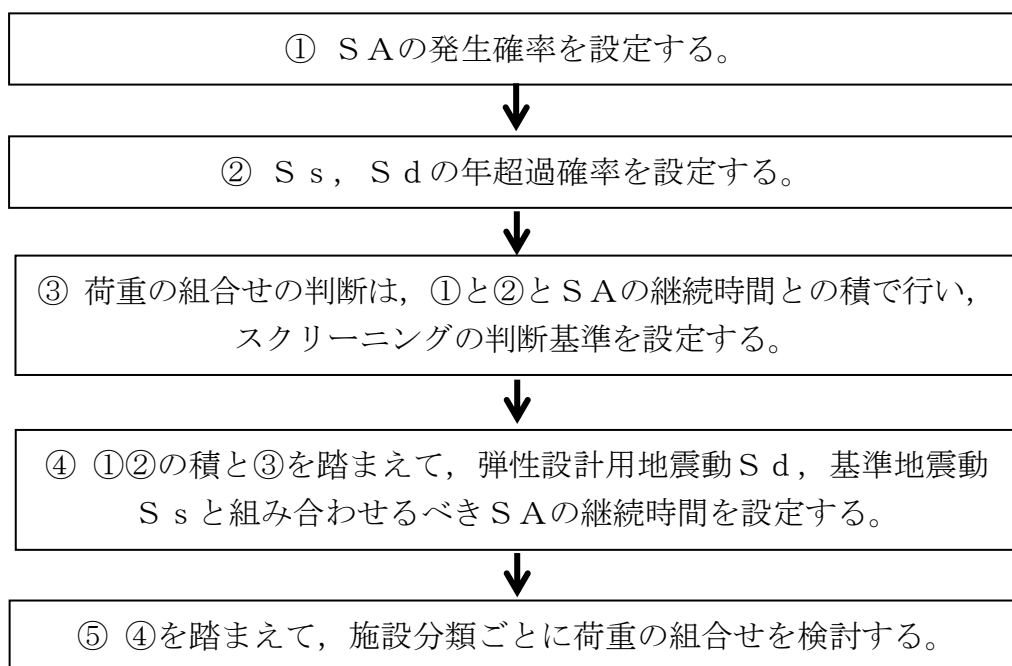 ① ＳＡの発生確率を設定する。
② Ｓｓ，Ｓｄの年超過確率を設定する。
③ 荷重の組合せの判断は，①と②とＳＡの継続時間との積で行い，
スクリーニングの判断基準を設定する。
④ ①②の積と③を踏まえて，弾性設計用地震動Ｓｄ，基準地震動
Ｓｓと組み合わせるべきＳＡの継続時間を設定する。
⑤ ④を踏まえて，施設分類ごとに荷重の組合せを検討する。